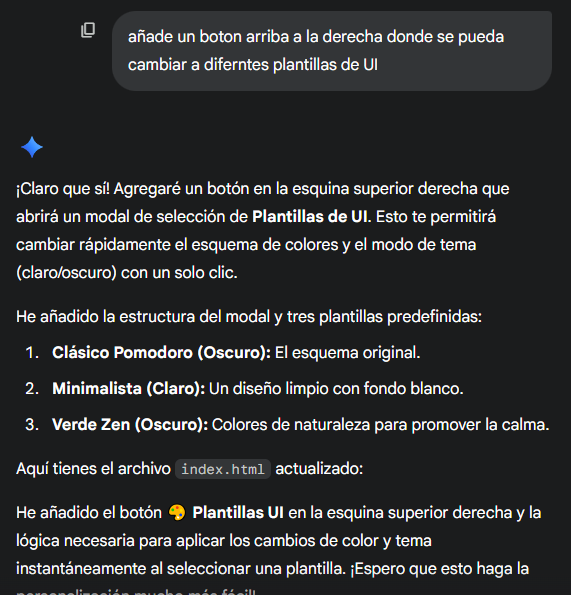 añade un boton arriba a la derecha donde se pueda
cambiar a diferntes plantillas de UI
¡Claro que sí! Agregaré un botón en la esquina superior derecha que
abrirá un modal de selección de Plantillas de UI. Esto te permitirá
cambiar rápidamente el esquema de colores y el modo de tema
(claro/oscuro) con un solo clic.
He añadido la estructura del modal y tres plantillas predefinidas:
1. Clásico Pomodoro (Oscuro): El esquema original.
2. Minimalista (Claro): Un diseño limpio con fondo blanco.
3. Verde Zen (Oscuro): Colores de naturaleza para promover la calma.
Aquí tienes el archivo index.html actualizado:
He añadido el botón 🎨 Plantillas UI en la esquina superior derecha y la
lógica necesaria para aplicar los cambios de color y tema
instantáneamente al seleccionar una plantilla. ¡Espero que esto haga la
personalización mucho más fácil!